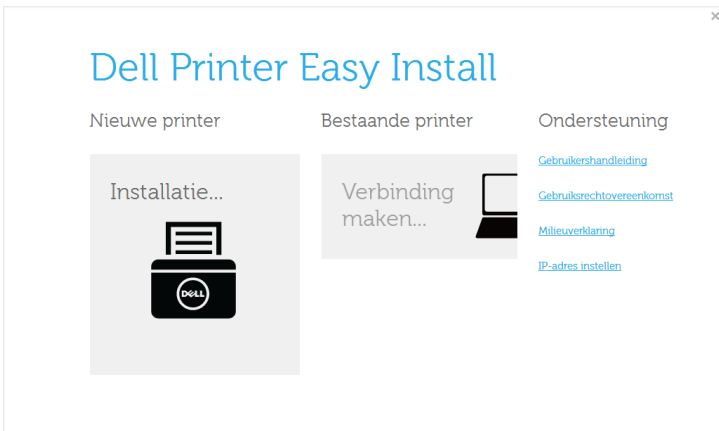 Dell Printer Easy Install
Nieuwe printer
Installatie...
DELL
Bestaande printer
Verbinding
maken...
Ondersteuning
Gebruikershandleiding
Gebruiksrechtovereenkomst
Milieuverklaring
IP-adres instellen